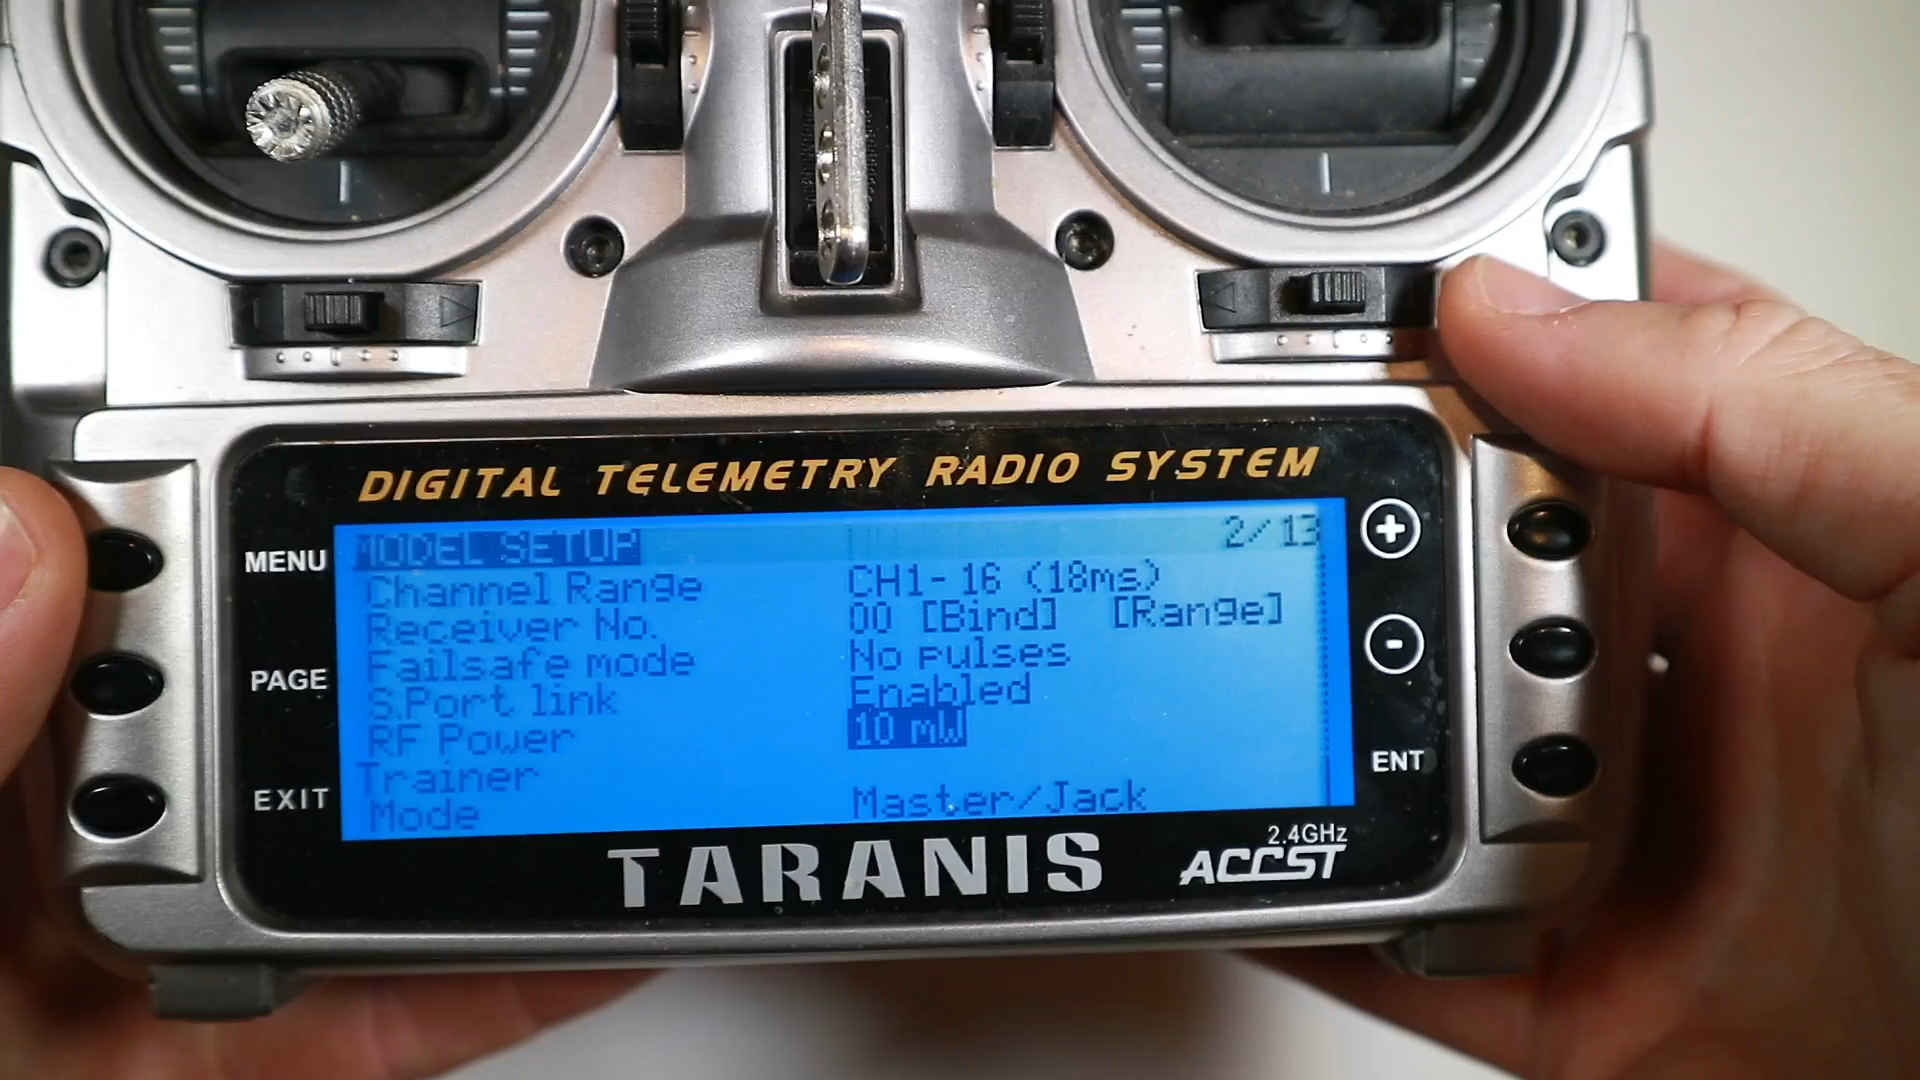 DIGITAL TELEMETRY RADIO SYSTEM
MODEL SETUP 2/13
Channel Range CH1-16 (18ms)
Receiver No. 00 [Bind] [Range]
Failsafe mode No pulses
S.Port link Enabled
RF Power 10 mW
Trainer
Mode Master/Jack
MENU
PAGE
EXIT
+
-
ENT
TARANIS
2.4GHz
ACCST